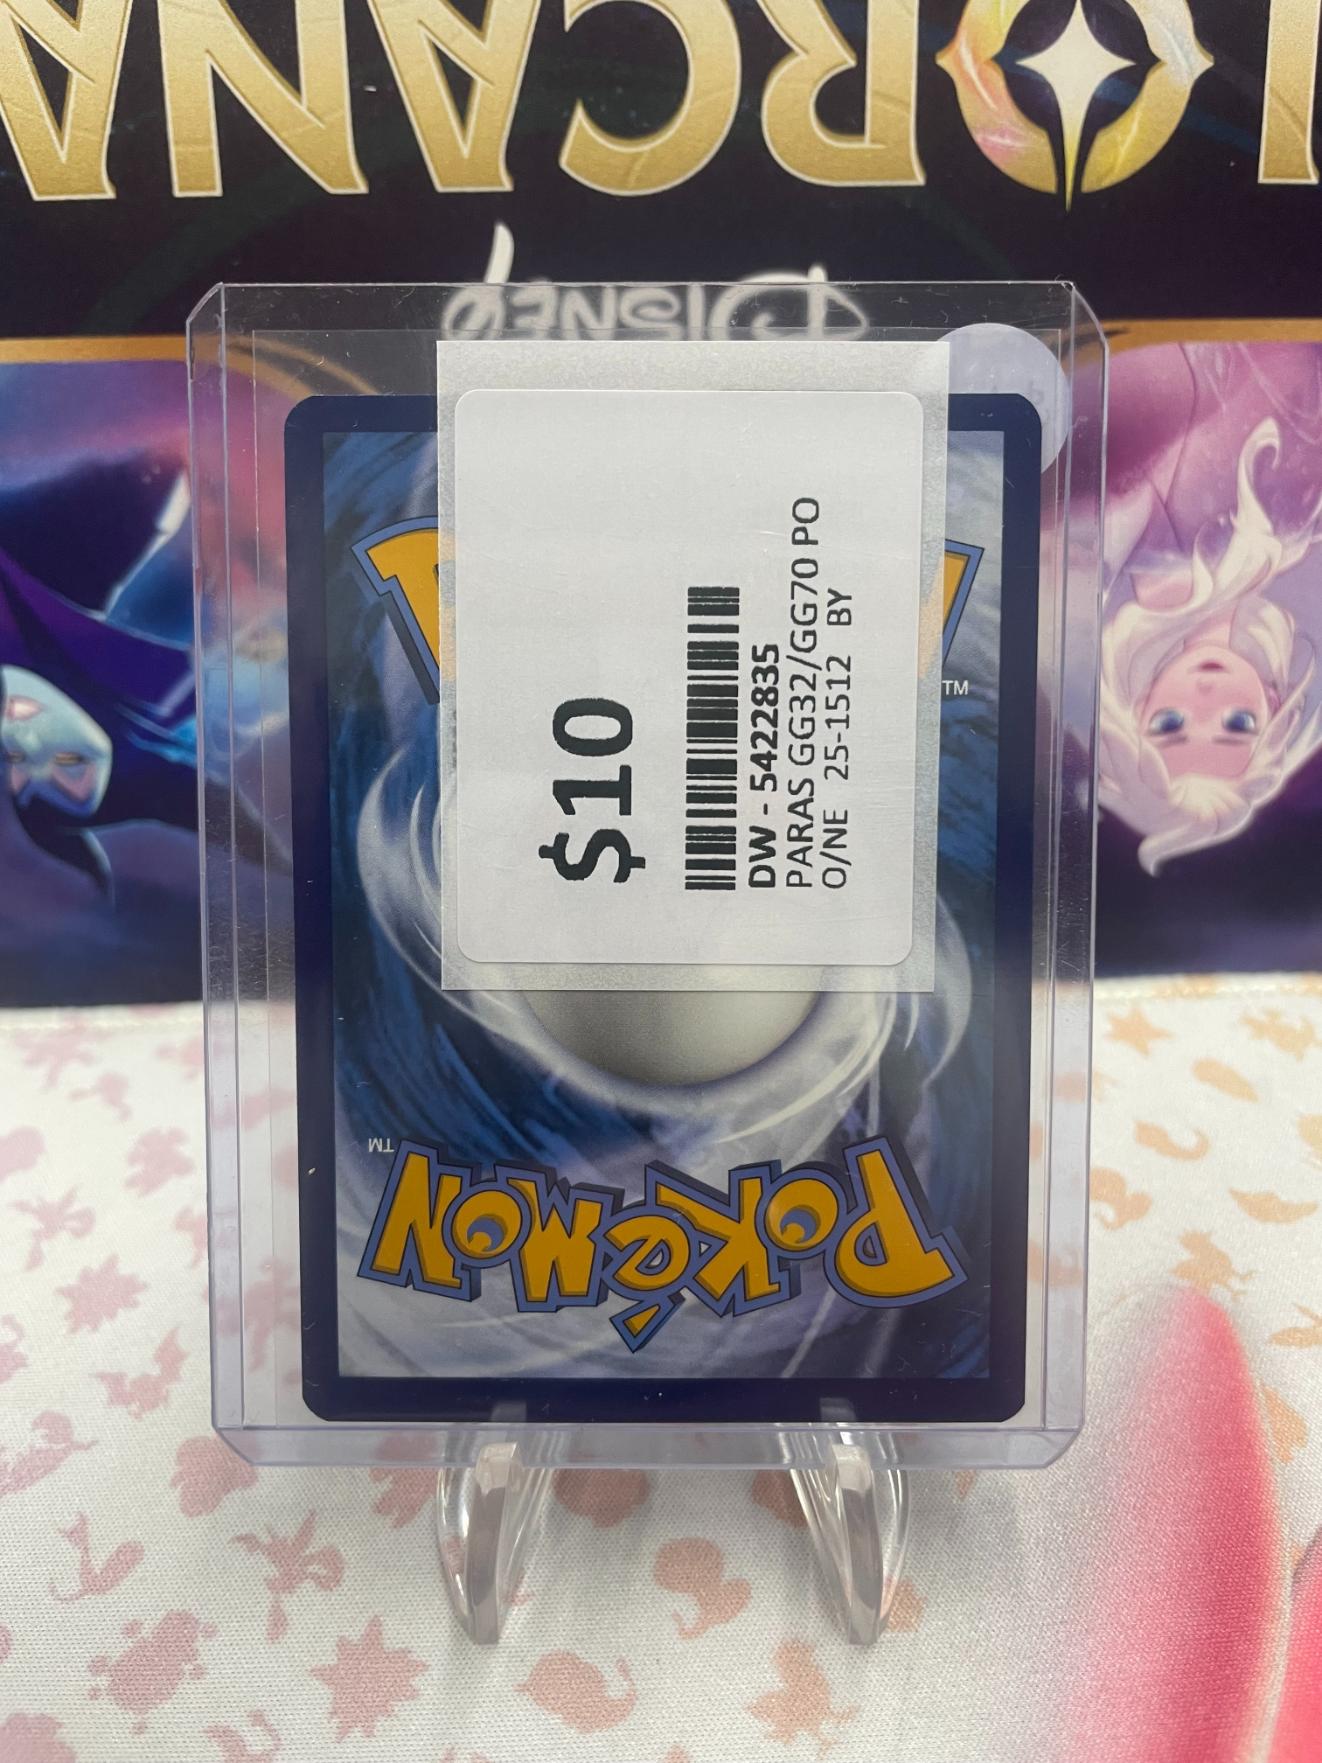 LORCANA
DISNEY
$10
DW - 5422835
PARAS GG32/GG70 PO
O/NE 25-1512 BY
TM
TM
POKéMON